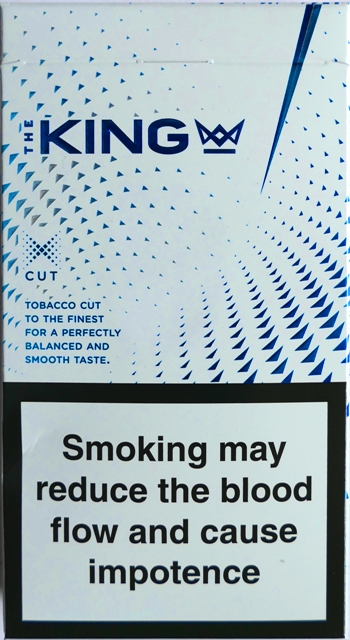 THE KING
CUT
TOBACCO CUT
TO THE FINEST
FOR A PERFECTLY
BALANCED AND
SMOOTH TASTE.
Smoking may
reduce the blood
flow and cause
impotence